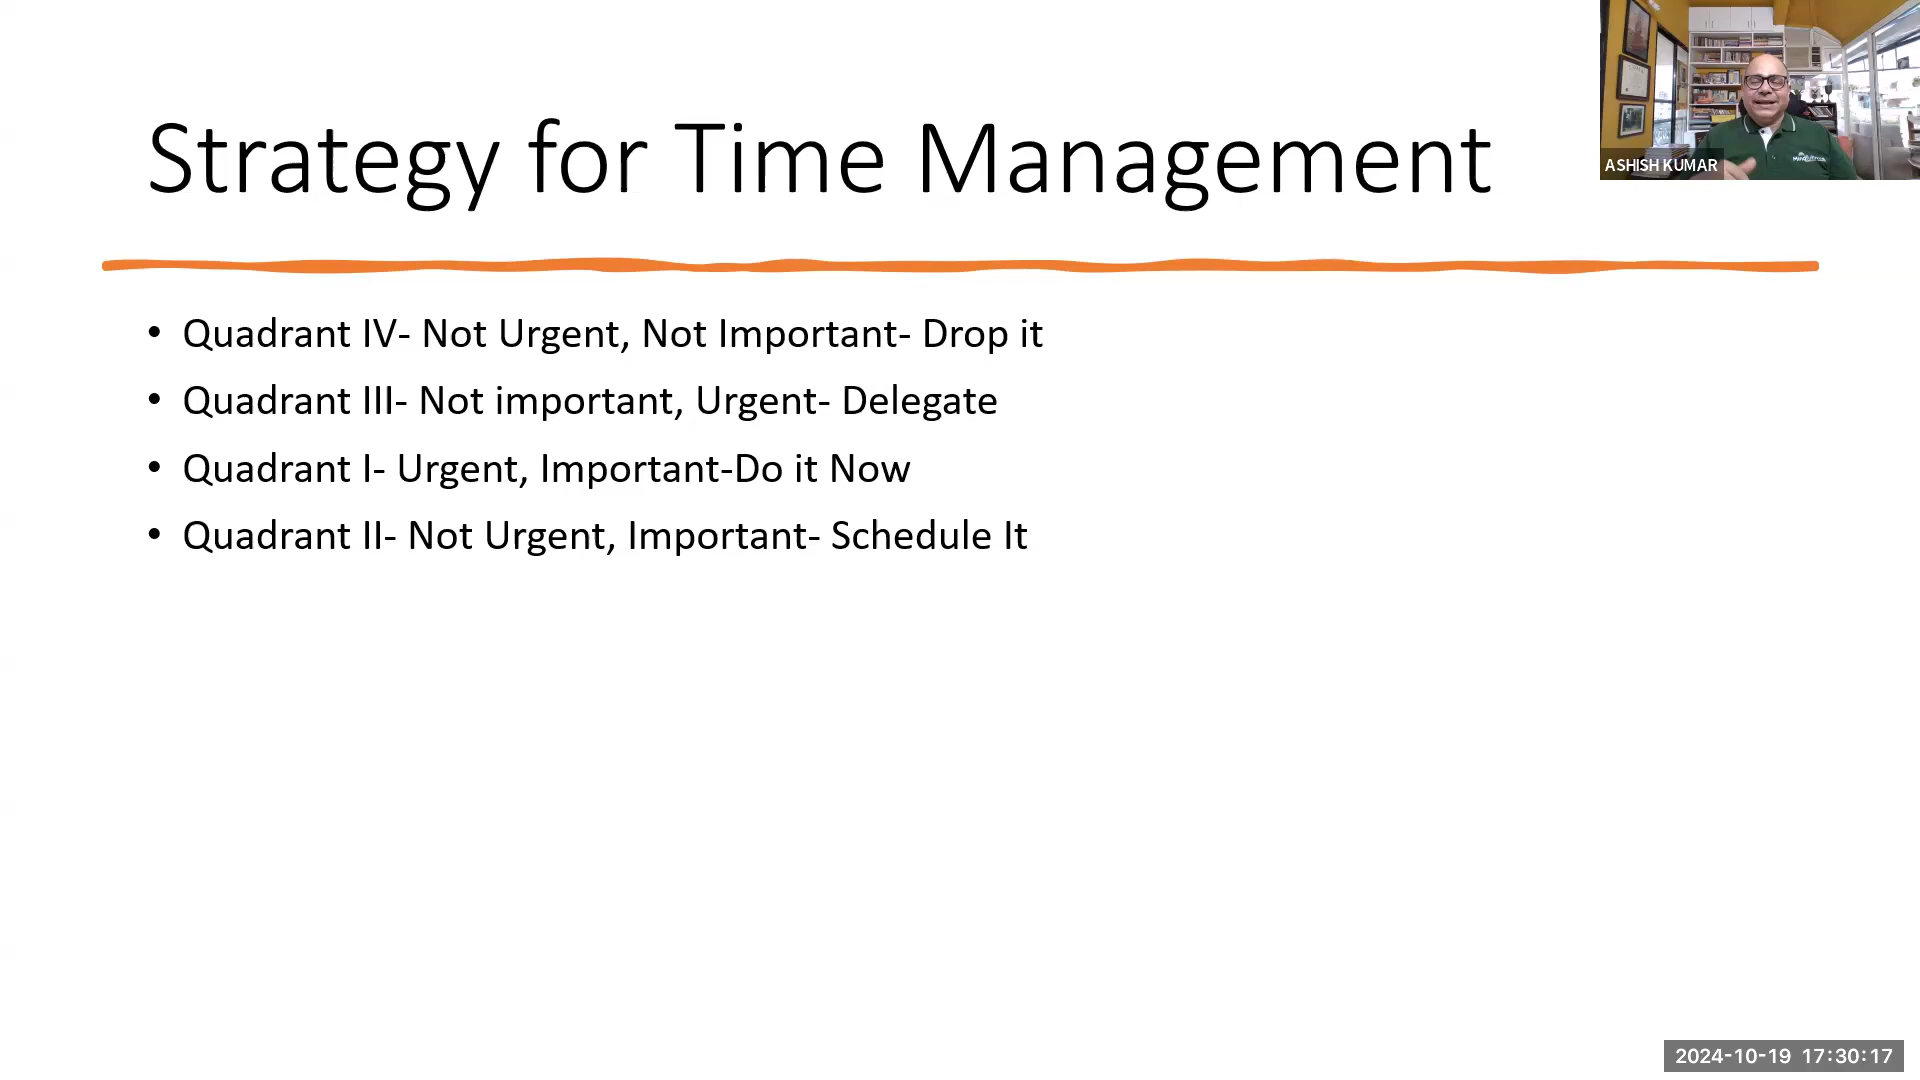 Strategy for Time Management
ASHISH KUMAR
• Quadrant IV- Not Urgent, Not Important- Drop it
• Quadrant III- Not important, Urgent- Delegate
• Quadrant I- Urgent, Important-Do it Now
• Quadrant II- Not Urgent, Important- Schedule It
2024-10-19 17:30:17